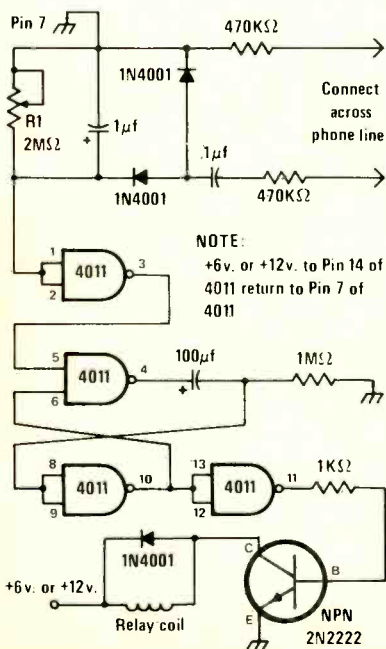 Pin 7
470KΩ
1N4001
Connect
across
phone line
R1
2MΩ
1μf
+
.1μf
1N4001
470KΩ
NOTE:
+6v. or +12v. to Pin 14 of
4011 return to Pin 7 of
4011
1
2
4011
3
5
6
4011
4
100μf
+
1MΩ
8
9
4011
10
13
12
4011
11
1KΩ
1N4001
+6v. or +12v.
Relay coil
C
B
E
NPN
2N2222